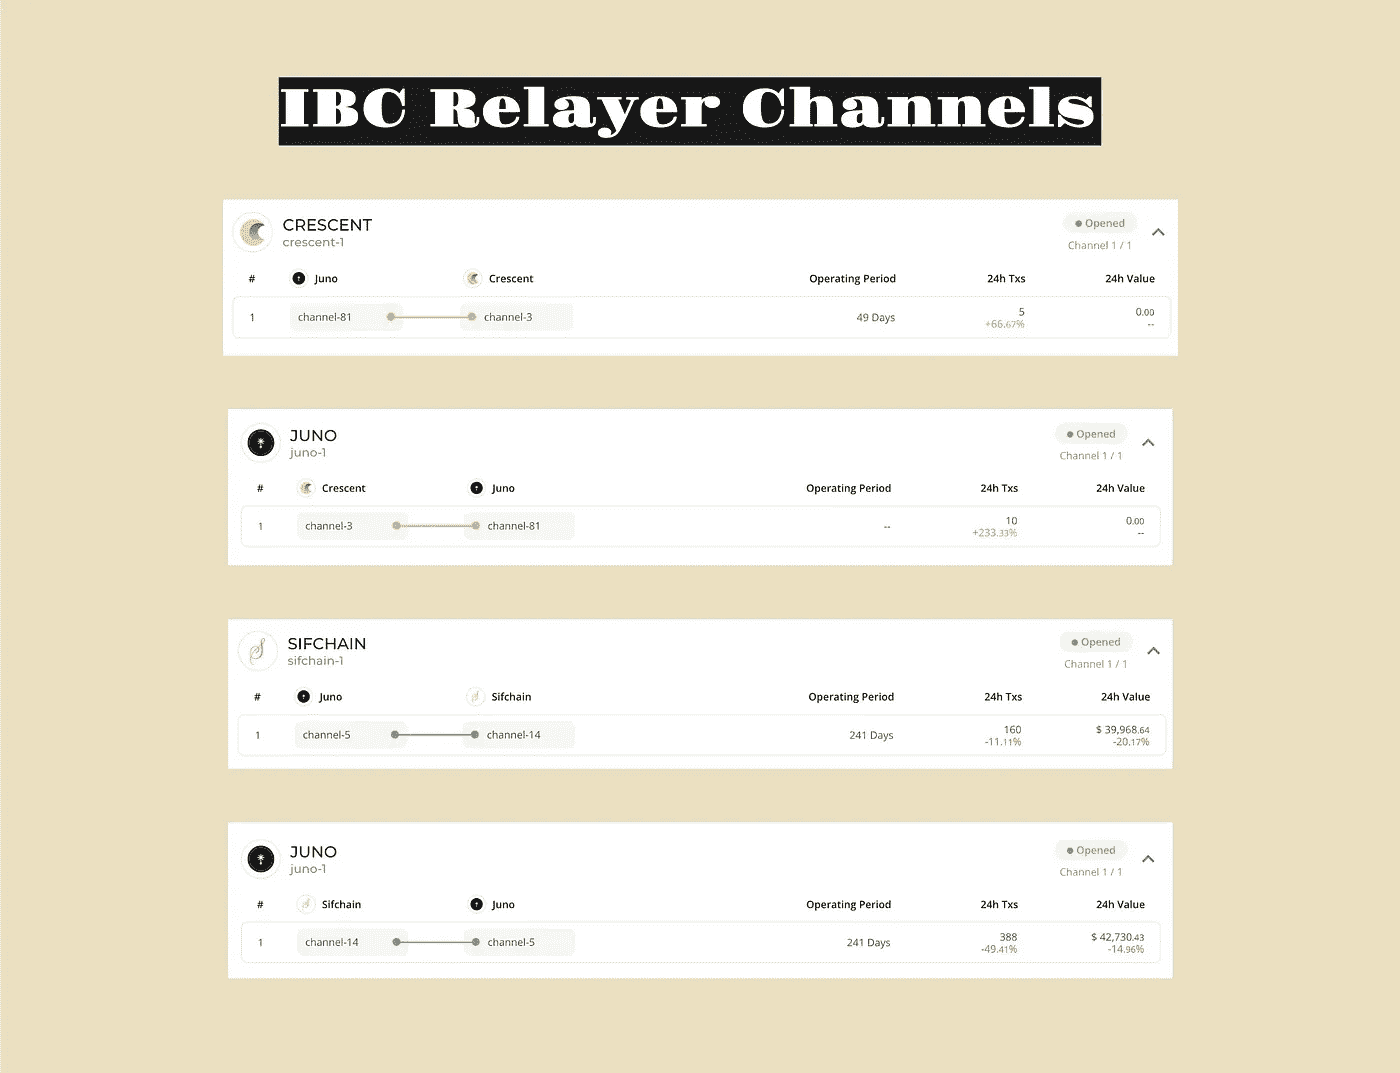 IBC Relayer Channels
CRESCENT
crescent-1
Opened
Channel 1 / 1
# Juno Crescent Operating Period 24h Txs 24h Value
1 channel-81 channel-3 49 Days 5 0.00
+66.67% --
JUNO
juno-1
Opened
Channel 1 / 1
# Crescent Juno Operating Period 24h Txs 24h Value
1 channel-3 channel-81 -- 10 0.00
+233.33% --
SIFCHAIN
sifchain-1
Opened
Channel 1 / 1
# Juno Sifchain Operating Period 24h Txs 24h Value
1 channel-5 channel-14 241 Days 160 $ 39,968.64
-11.11% -20.17%
JUNO
juno-1
Opened
Channel 1 / 1
# Sifchain Juno Operating Period 24h Txs 24h Value
1 channel-14 channel-5 241 Days 388 $ 42,730.43
-49.41% -14.96%